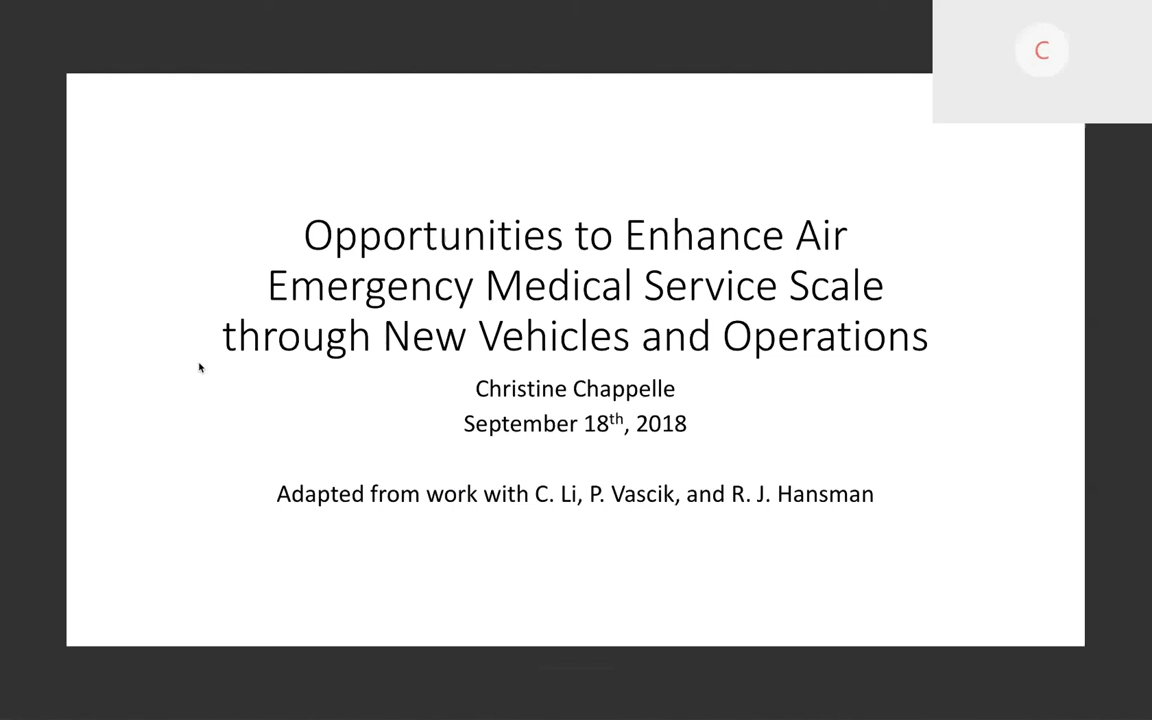 C
Opportunities to Enhance Air
Emergency Medical Service Scale
through New Vehicles and Operations
Christine Chappelle
September 18th, 2018
Adapted from work with C. Li, P. Vascik, and R. J. Hansman